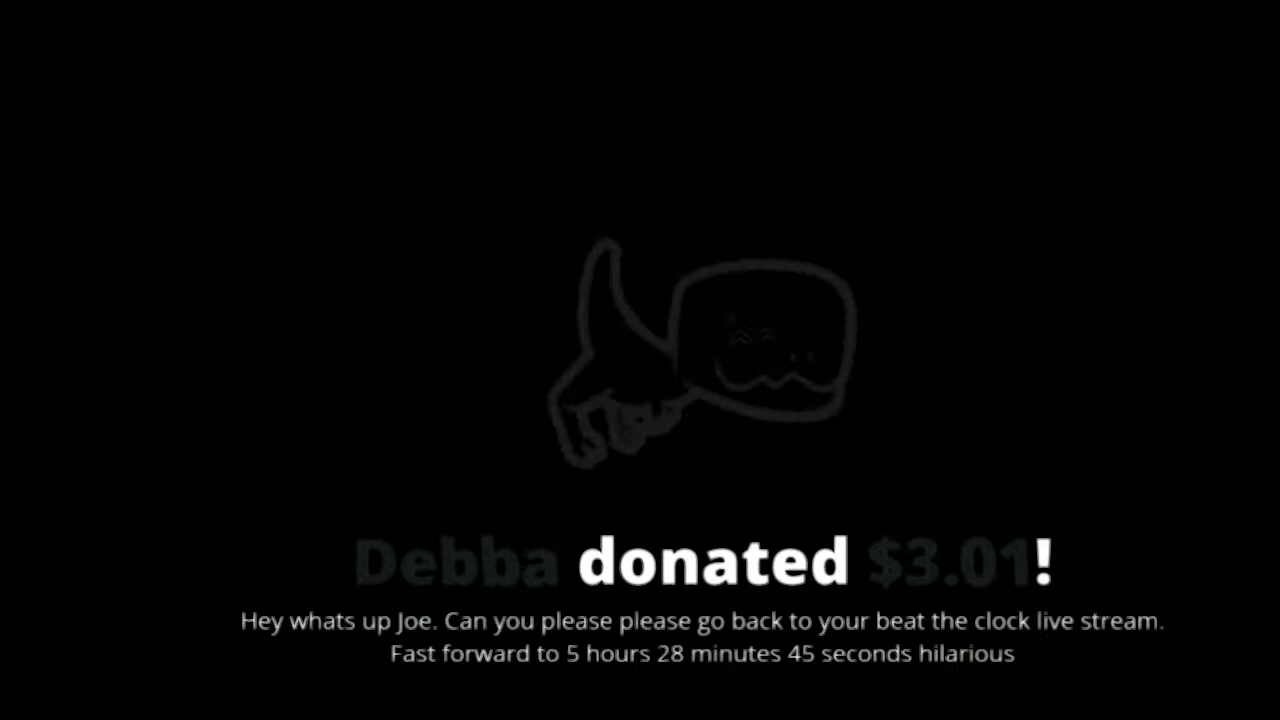 Debba donated $3.01!
Hey whats up Joe. Can you please please go back to your beat the clock live stream.
Fast forward to 5 hours 28 minutes 45 seconds hilarious